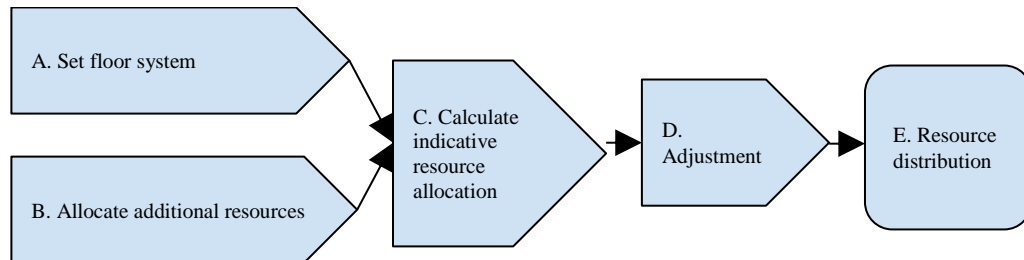 A. Set floor system
B. Allocate additional resources
C. Calculate
indicative
resource
allocation
D.
Adjustment
E. Resource
distribution